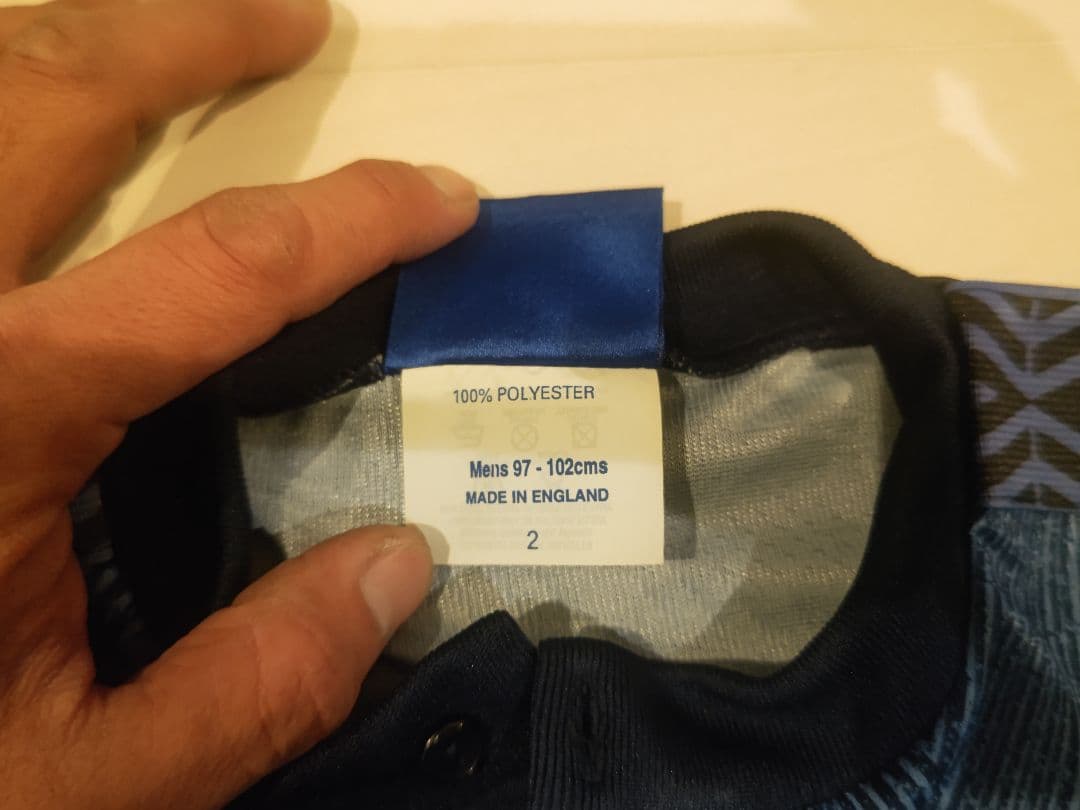 100% POLYESTER
Mens 97 - 102cms
MADE IN ENGLAND
2